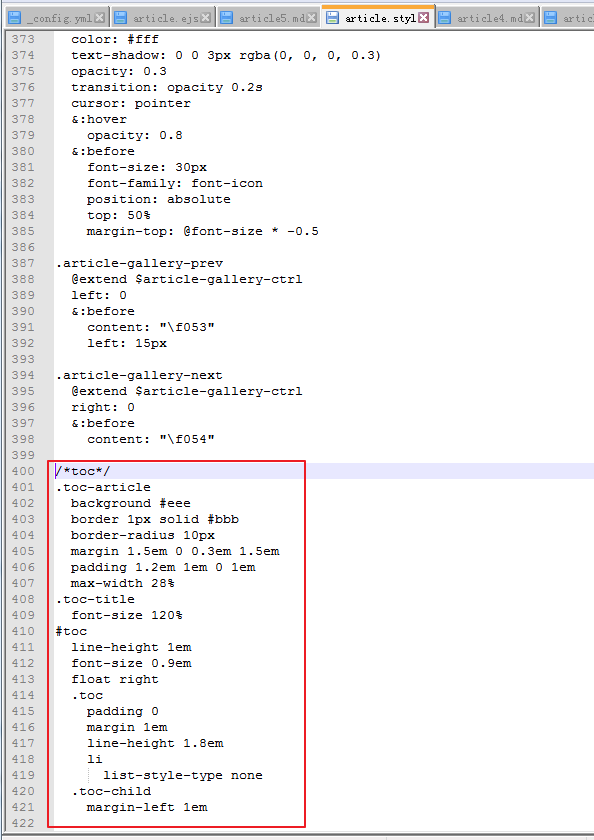 _config.yml article.ejs article5.md article.styl article4.md artic
373 color: #fff
374 text-shadow: 0 0 3px rgba(0, 0, 0, 0.3)
375 opacity: 0.3
376 transition: opacity 0.2s
377 cursor: pointer
378 &:hover
379 opacity: 0.8
380 &:before
381 font-size: 30px
382 font-family: font-icon
383 position: absolute
384 top: 50%
385 margin-top: @font-size * -0.5
386
387 .article-gallery-prev
388 @extend $article-gallery-ctrl
389 left: 0
390 &:before
391 content: "\f053"
392 left: 15px
393
394 .article-gallery-next
395 @extend $article-gallery-ctrl
396 right: 0
397 &:before
398 content: "\f054"
399
400 /*toc*/
401 .toc-article
402 background #eee
403 border 1px solid #bbb
404 border-radius 10px
405 margin 1.5em 0 0.3em 1.5em
406 padding 1.2em 1em 0 1em
407 max-width 28%
408 .toc-title
409 font-size 120%
410 #toc
411 line-height 1em
412 font-size 0.9em
413 float right
414 .toc
415 padding 0
416 margin 1em
417 line-height 1.8em
418 li
419 list-style-type none
420 .toc-child
421 margin-left 1em
422